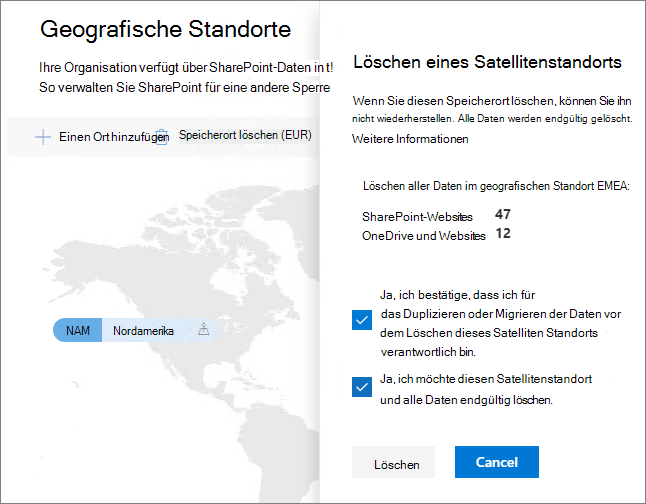 Geografische Standorte
Ihre Organisation verfügt über SharePoint-Daten in t!
So verwalten Sie SharePoint für eine andere Sperre
Einen Ort hinzufügen
Speicherort löschen (EUR)
NAM
Nordamerika
Löschen eines Satellitenstandorts
Wenn Sie diesen Speicherort löschen, können Sie ihn
nicht wiederherstellen. Alle Daten werden endgültig gelöscht.
Weitere Informationen
Löschen aller Daten im geografischen Standort EMEA:
SharePoint-Websites 47
OneDrive und Websites 12
Ja, ich bestätige, dass ich für
das Duplizieren oder Migrieren der Daten vor
dem Löschen dieses Satelliten Standorts
verantwortlich bin.
Ja, ich möchte diesen Satellitenstandort
und alle Daten endgültig löschen.
Löschen
Cancel